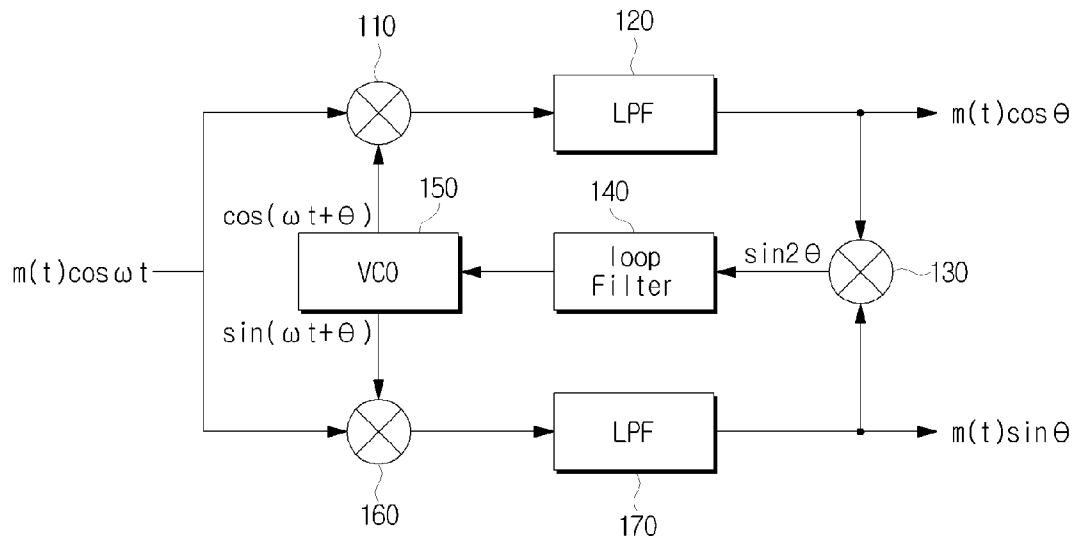 110
120
LPF
m(t)cosθ
150
140
cos(ωt+θ)
m(t)cosωt
VCO
loop
Filter
sin2θ
130
sin(ωt+θ)
LPF
m(t)sinθ
160
170